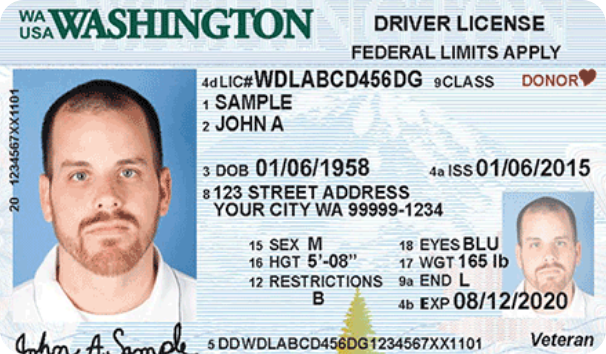 WA USA WASHINGTON
DRIVER LICENSE
FEDERAL LIMITS APPLY
4d LIC# WDLABCD456DG 9 CLASS DONOR
1 SAMPLE
2 JOHN A
3 DOB 01/06/1958 4a ISS 01/06/2015
8 123 STREET ADDRESS
YOUR CITY WA 99999-1234
15 SEX M 18 EYES BLU
16 HGT 5'-08" 17 WGT 165 lb
12 RESTRICTIONS 9a END L
B
4b EXP 08/12/2020
20 1234567XX1101
John A. Sample
5 DD WDLABCD456DG1234567XX1101 Veteran